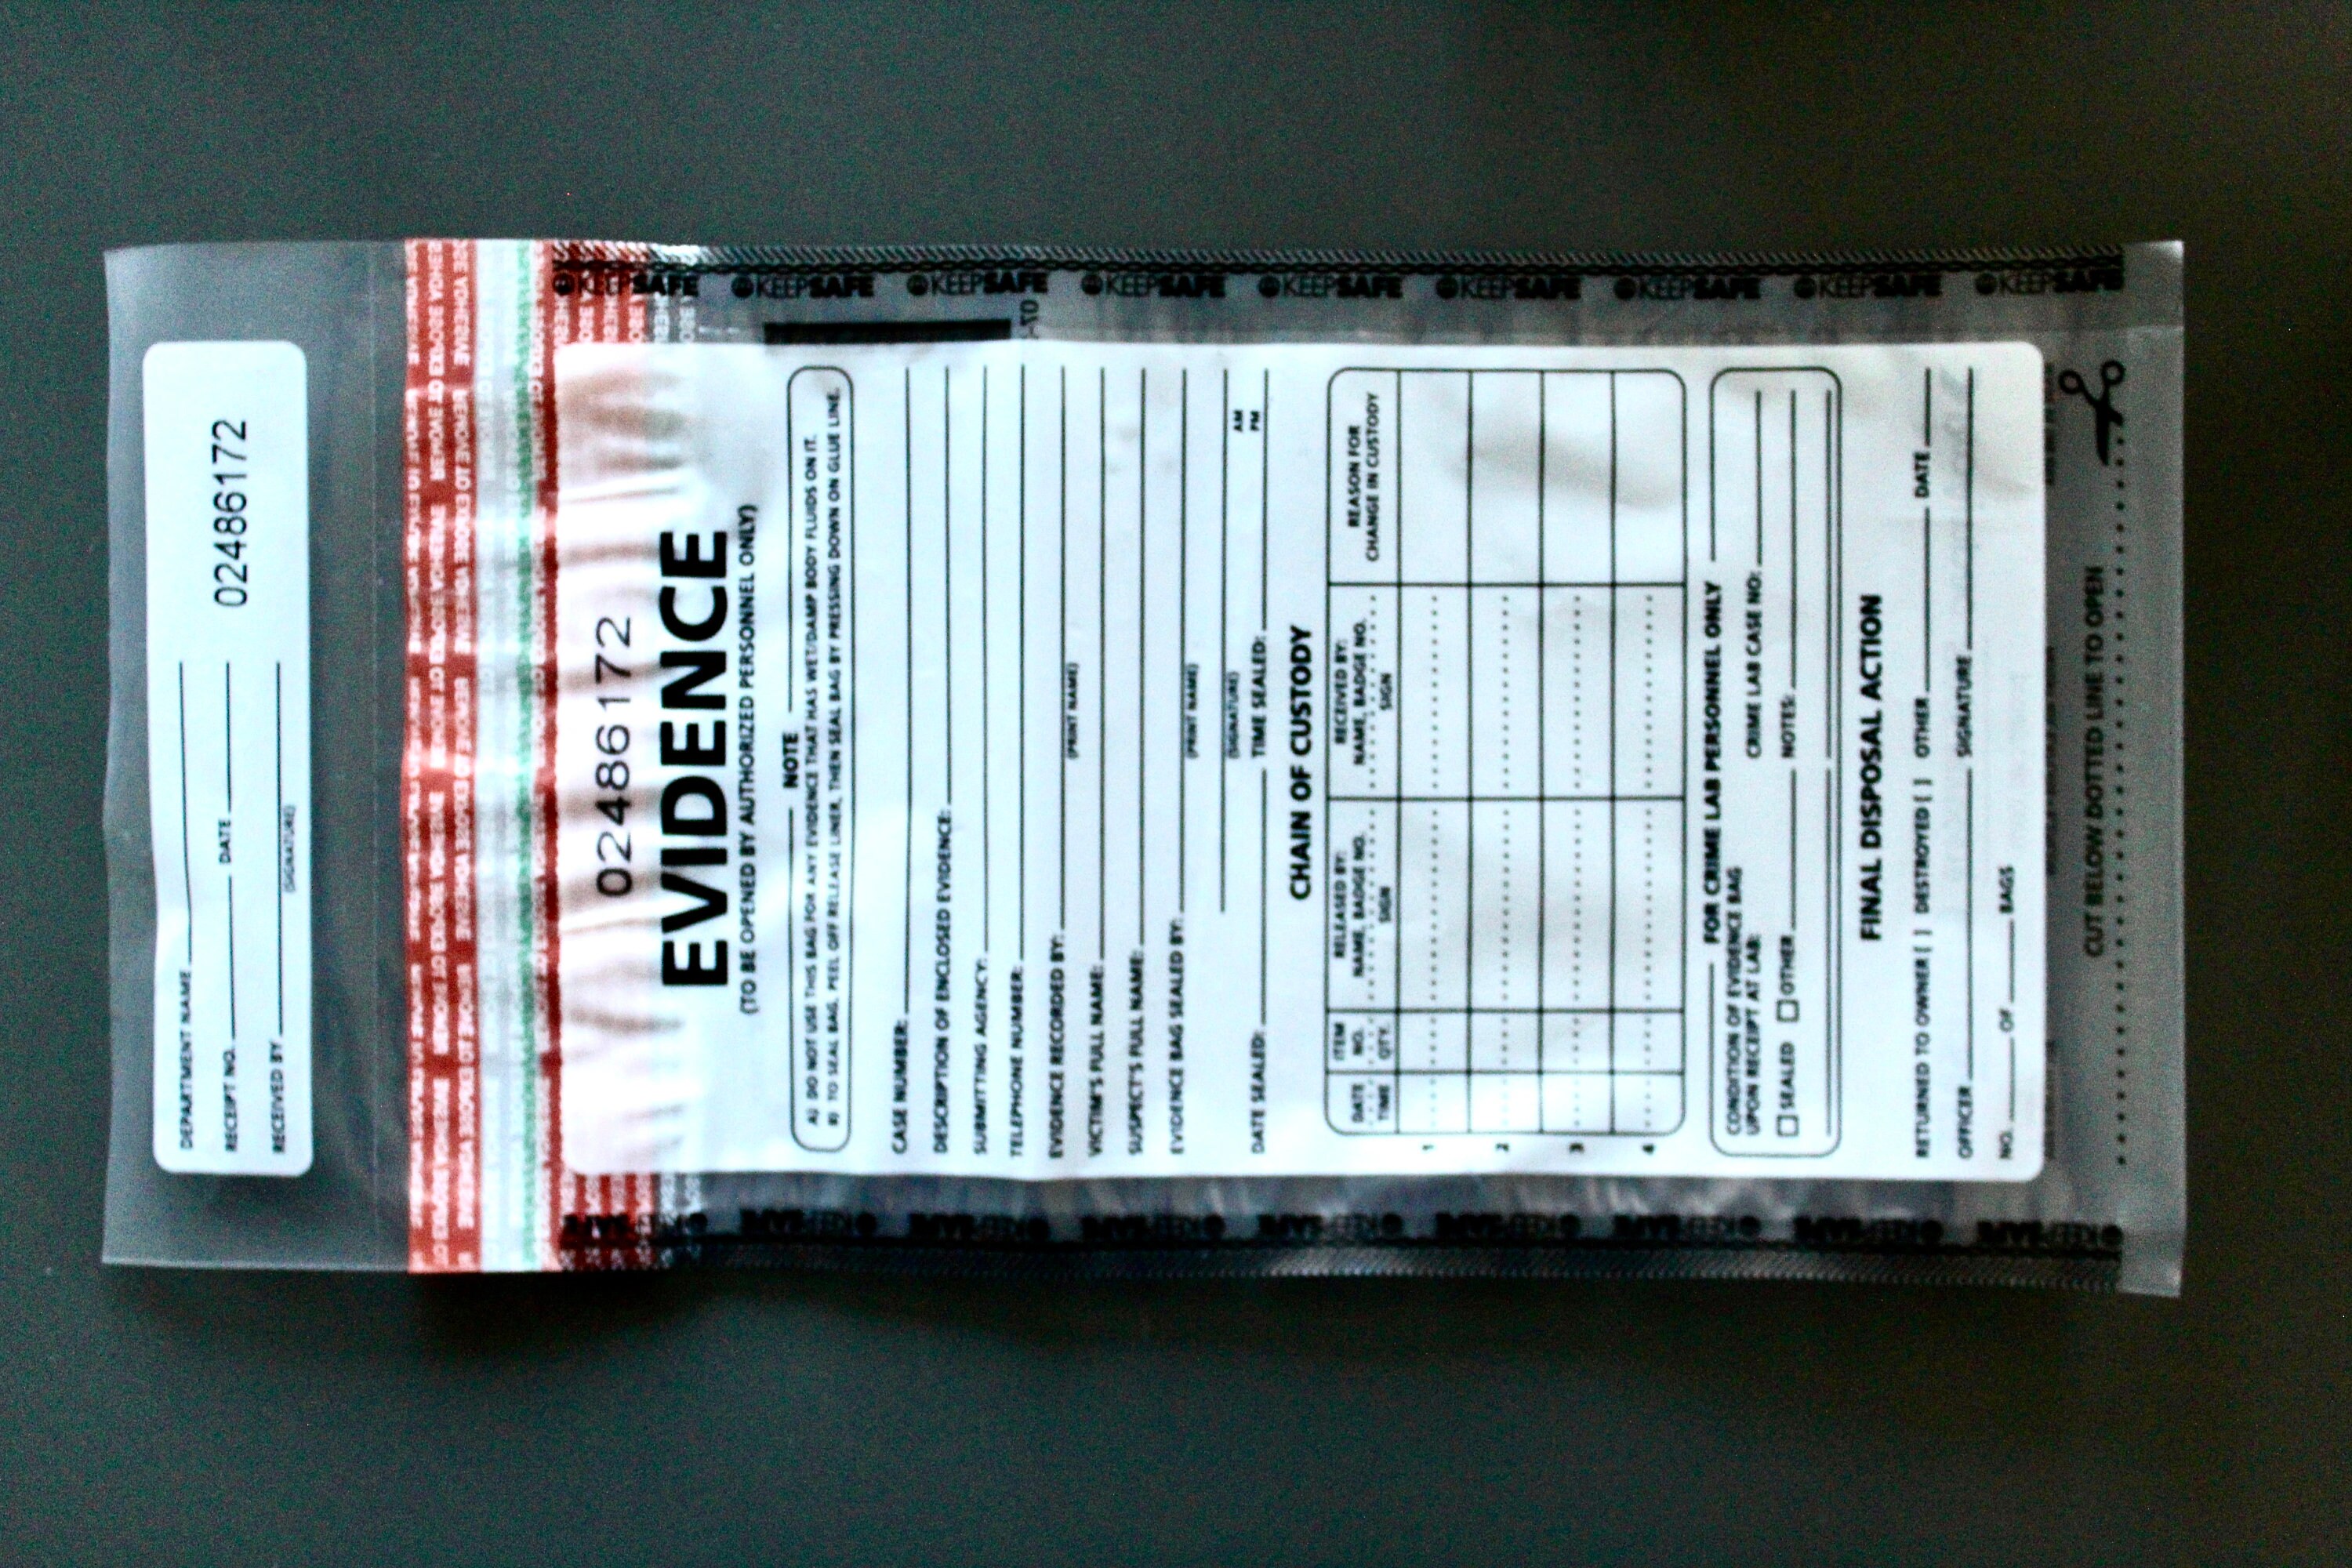 DEPARTMENT NAME
RECEIPT NO. DATE 02486172
RECEIVED BY
(SIGNATURE)
02486172
EVIDENCE
(TO BE OPENED BY AUTHORIZED PERSONNEL ONLY)
NOTE
A) DO NOT USE THIS BAG FOR ANY EVIDENCE THAT HAS WET/DAMP BODY FLUIDS ON IT.
B) TO SEAL BAG, PEEL OFF RELEASE LINER, THEN SEAL BAG BY PRESSING DOWN ON GLUE LINE.
CASE NUMBER:
DESCRIPTION OF ENCLOSED EVIDENCE:
SUBMITTING AGENCY:
TELEPHONE NUMBER:
EVIDENCE RECORDED BY:
(PRINT NAME)
VICTIM'S FULL NAME:
SUSPECT'S FULL NAME:
EVIDENCE BAG SEALED BY:
(PRINT NAME)
(SIGNATURE)
AM
DATE SEALED: TIME SEALED: PM
CHAIN OF CUSTODY
DATE ITEM RELEASED BY: RECEIVED BY: REASON FOR
NO. NAME, BADGE NO. NAME, BADGE NO. CHANGE IN CUSTODY
TIME QTY. SIGN SIGN
1
2
3
4
FOR CRIME LAB PERSONNEL ONLY
CONDITION OF EVIDENCE BAG
UPON RECEIPT AT LAB: CRIME LAB CASE NO:
SEALED OTHER NOTES:
FINAL DISPOSAL ACTION
RETURNED TO OWNER [ ] DESTROYED [ ] OTHER DATE
OFFICER SIGNATURE
NO. OF BAGS
CUT BELOW DOTTED LINE TO OPEN
KEEPSAFE KEEPSAFE KEEPSAFE KEEPSAFE KEEPSAFE KEEPSAFE KEEPSAFE KEEPSAFE KEEPSAFE